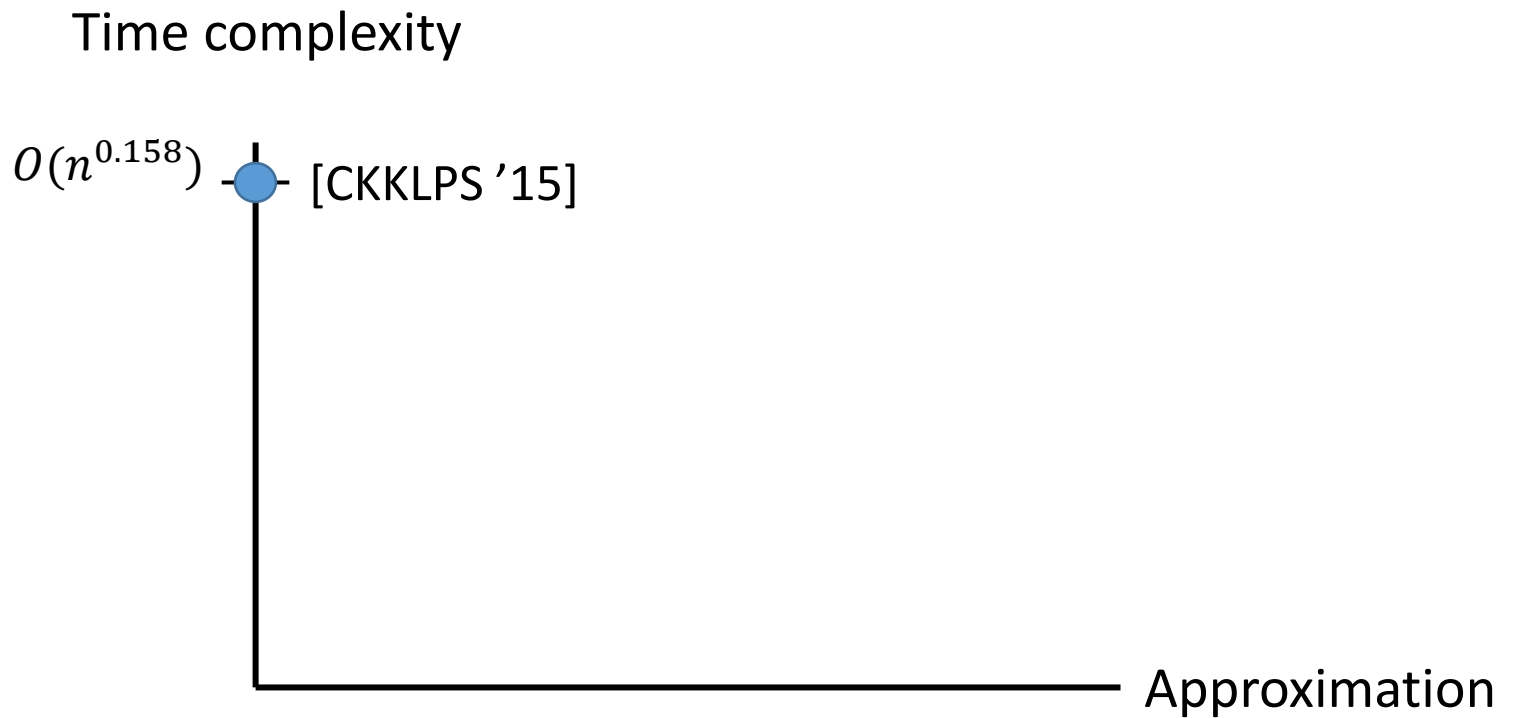 Time complexity
O(n^0.158)
[CKKLPS ’15]
Approximation